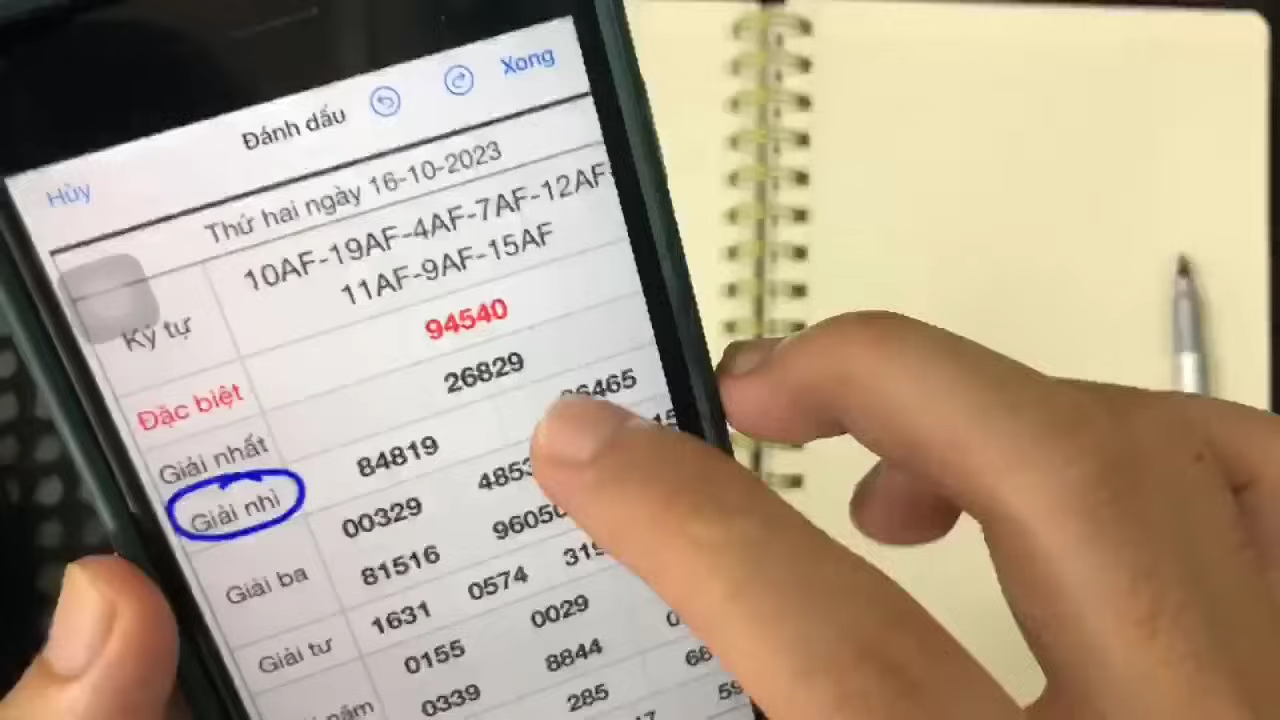 Hủy Đánh dấu Xong
Thứ hai ngày 16-10-2023
Ký tự 10AF-19AF-4AF-7AF-12AF-
11AF-9AF-15AF
Đặc biệt 94540
Giải nhất 26829
Giải nhì 84819
00329
81516
Giải ba
1631 0574
Giải tư 0155 0029
0339 8844
285